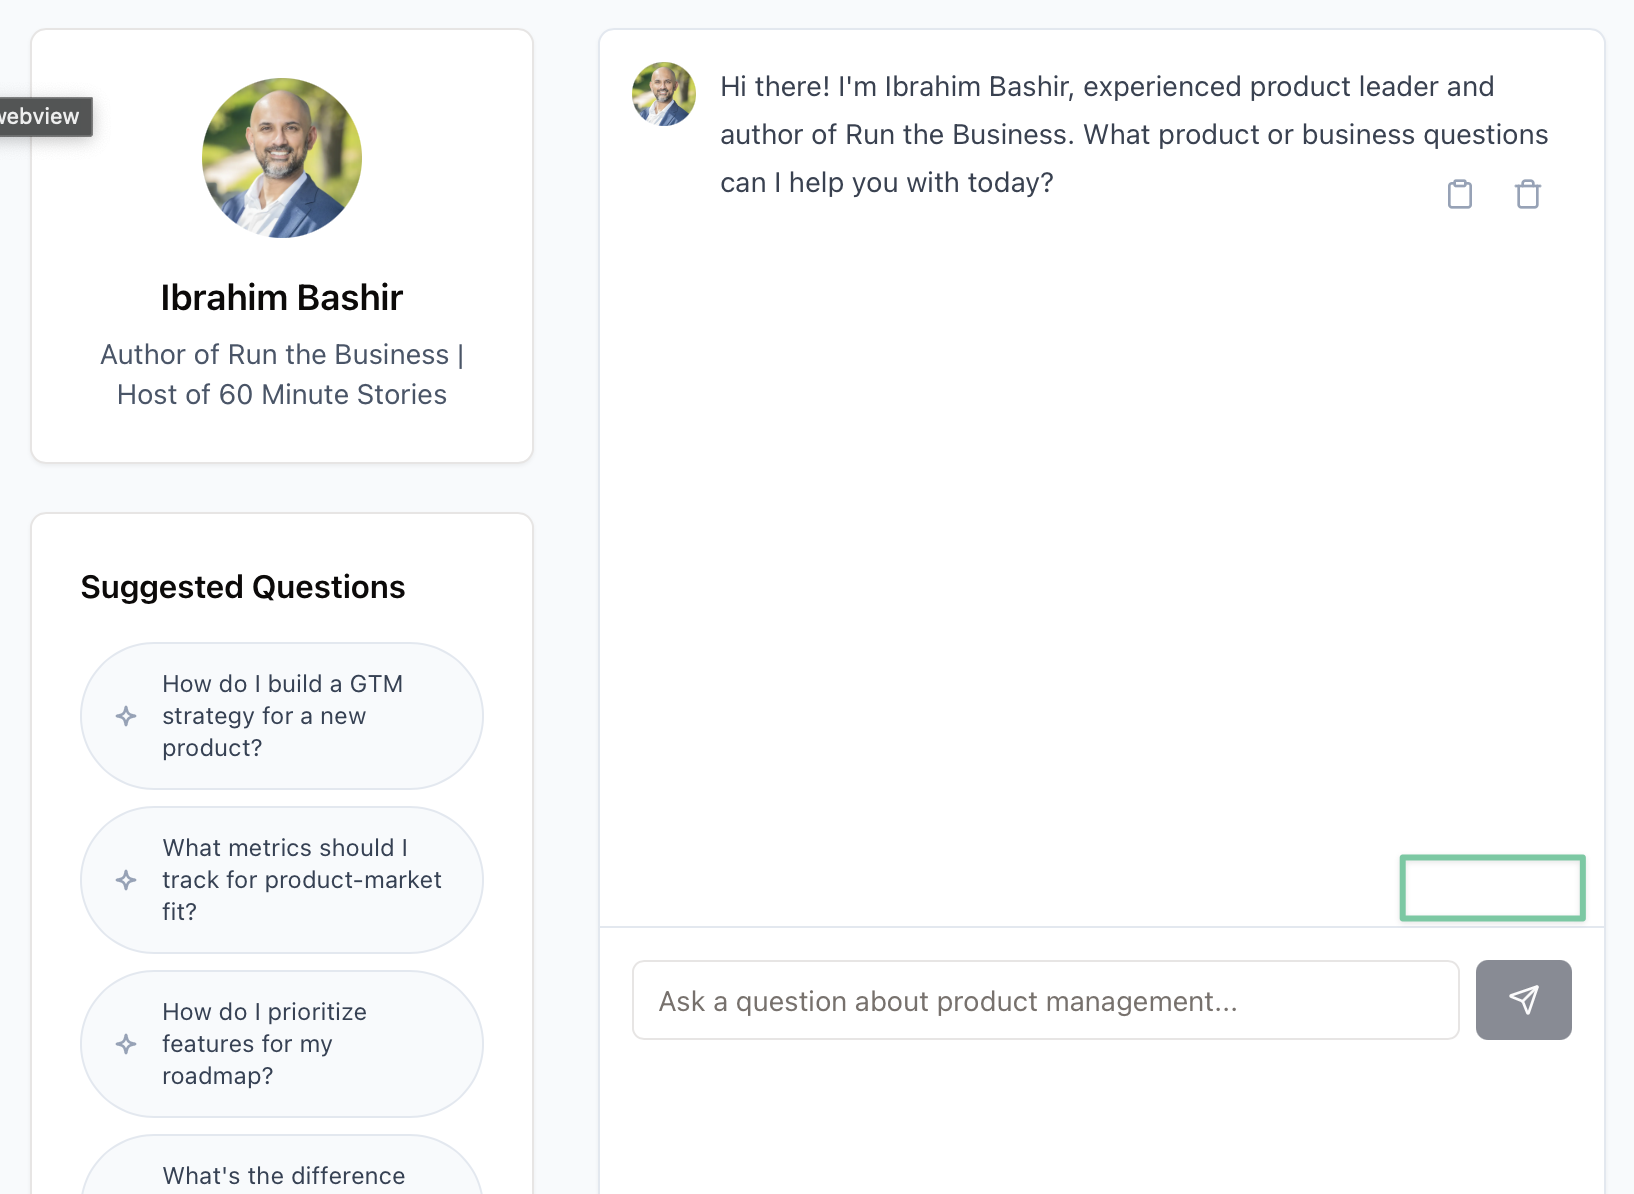 webview
Ibrahim Bashir
Author of Run the Business |
Host of 60 Minute Stories
Suggested Questions
How do I build a GTM
strategy for a new
product?
What metrics should I
track for product-market
fit?
How do I prioritize
features for my
roadmap?
What's the difference
Hi there! I'm Ibrahim Bashir, experienced product leader and
author of Run the Business. What product or business questions
can I help you with today?
Ask a question about product management...